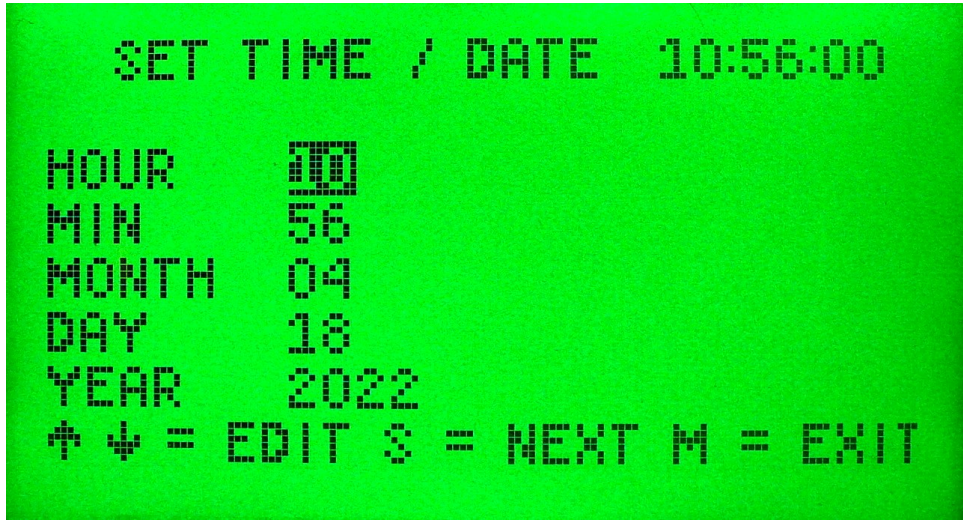 SET TIME / DATE 10:56:00
HOUR 10
MIN 56
MONTH 04
DAY 18
YEAR 2022
↑ ↓ = EDIT S = NEXT M = EXIT